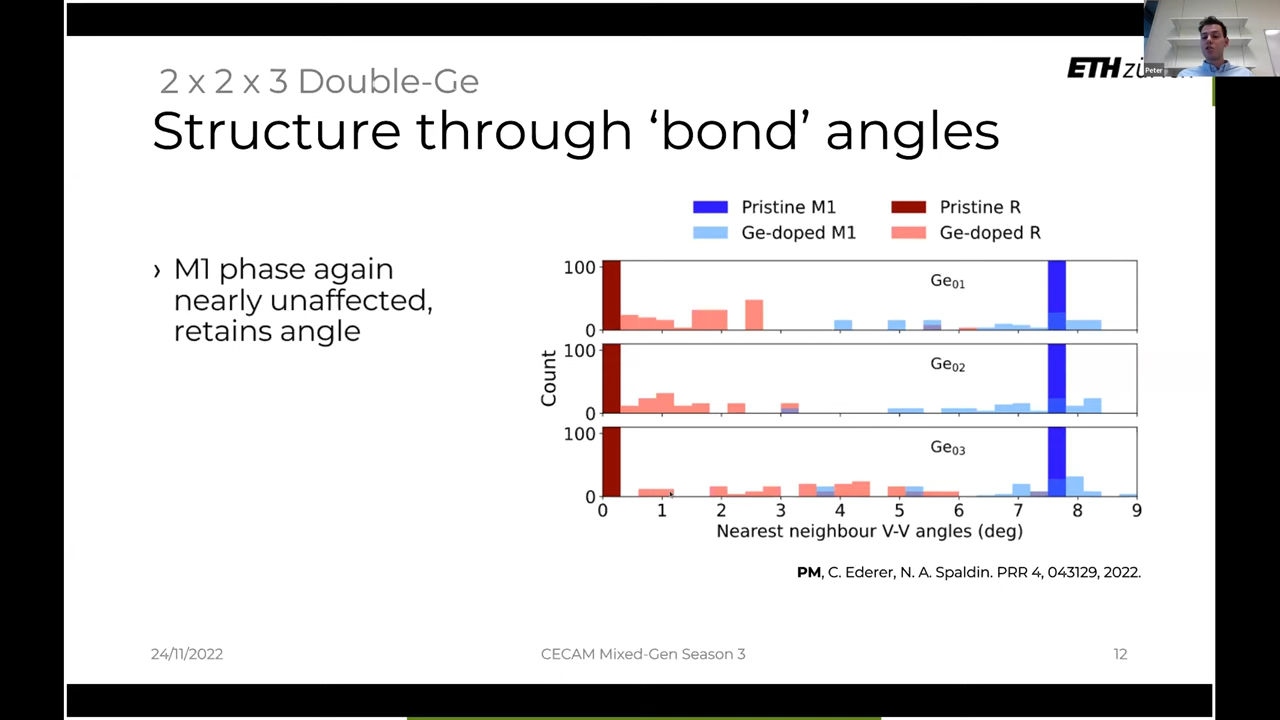 2 x 2 x 3 Double-Ge
ETH zü
Peter
Structure through ‘bond’ angles
› M1 phase again
nearly unaffected,
retains angle
Pristine M1
Pristine R
Ge-doped M1
Ge-doped R
100
0
Ge01
100
0
Ge02
100
0
Ge03
Count
0 1 2 3 4 5 6 7 8 9
Nearest neighbour V-V angles (deg)
PM, C. Ederer, N. A. Spaldin. PRR 4, 043129, 2022.
24/11/2022
CECAM Mixed-Gen Season 3
12